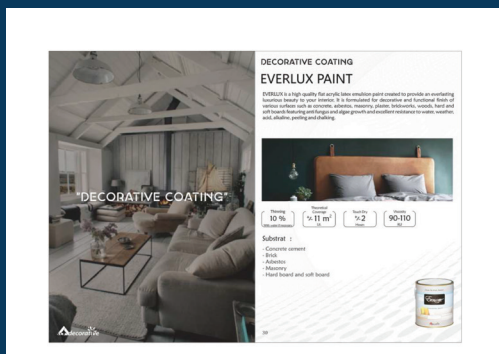 "DECORATIVE COATING"
decorative
DECORATIVE COATING
EVERLUX PAINT
EVERLUX is a high quality flat acrylic latex emultion paint created to provide an everlasting
luxurious beauty to your interior. It is formulated for decorative and functional finish of
various surfaces such as concrete, asbestos, masonry, plaster, brickworks, woods, hard and
soft boards featuring anti fungus and algae growth and excellent resistance to water, weather,
acid, alkaline, peeling and chalking.
Thinning
10 %
Theoretical
Coverage
11 m²
Touch Dry
2
Hours
Viscosity
90-110
KU
Substrat :
- Concrete cement
- Brick
- Asbestos
- Masonry
- Hard board and soft board